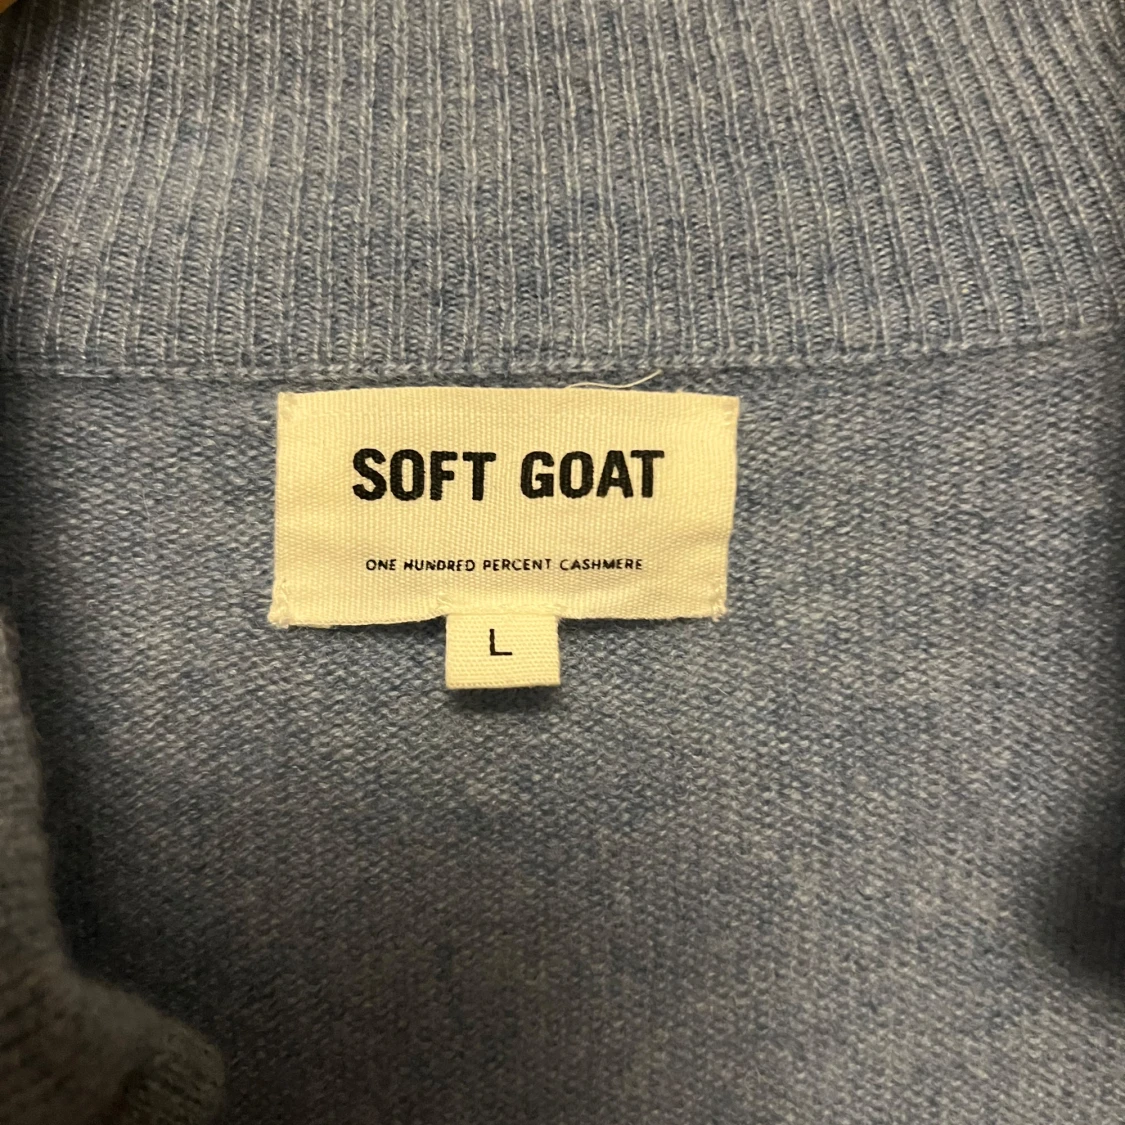 SOFT GOAT
ONE HUNDRED PERCENT CASHMERE
L